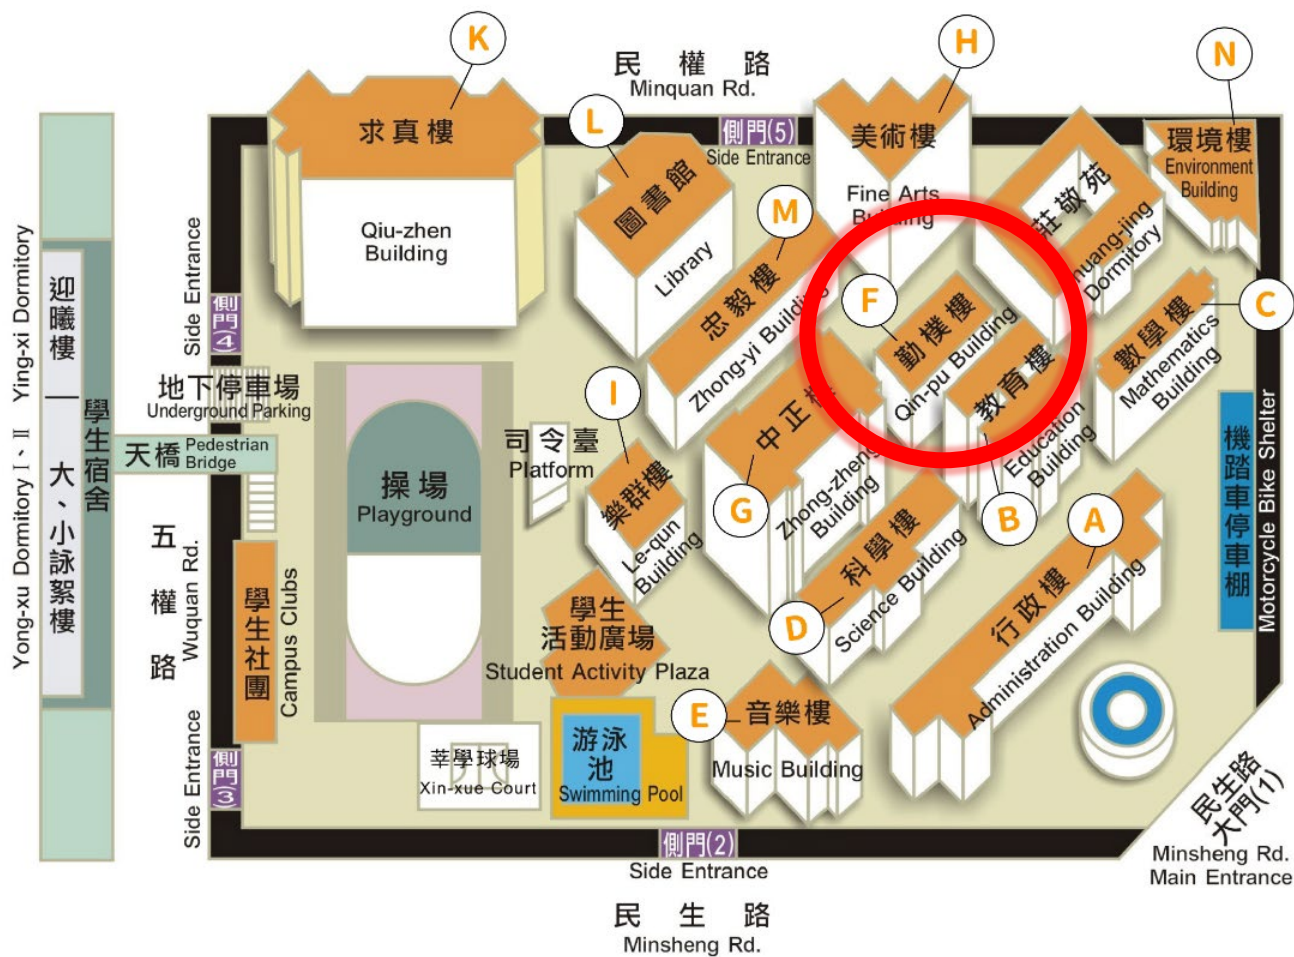 K
H
N
民權路
Minquan Rd.
求真樓
Qiu-zhen
Building
L
圖書館
Library
側門(5)
Side Entrance
美術樓
Fine Arts
Building
莊敬苑
Chuang-jing
Dormitory
環境樓
Environment
Building
M
忠毅樓
Zhong-yi Building
F
勤樸樓
Qin-pu Building
C
數學樓
Mathematics
Building
教育樓
Education
Building
B
中正樓
Zhong-zheng
Building
G
I
樂群樓
Le-qun
Building
司令臺
Platform
操場
Playground
Side Entrance
側門(4)
地下停車場
Underground Parking
天橋
Pedestrian
Bridge
學生宿舍
迎曦樓
大、小詠絮樓
Ying-xi Dormitory
Yong-xu Dormitory I、II
五權路
Wuquan Rd.
學生社團
Campus Clubs
學生
活動廣場
Student Activity Plaza
科學樓
Science Building
D
A
行政樓
Administration Building
機踏車停車棚
Motorcycle Bike Shelter
E
音樂樓
Music Building
游泳
池
Swimming Pool
莘學球場
Xin-xue Court
Side Entrance
側門(3)
側門(2)
Side Entrance
民生路
Minsheng Rd.
民生路
大門(1)
Minsheng Rd.
Main Entrance